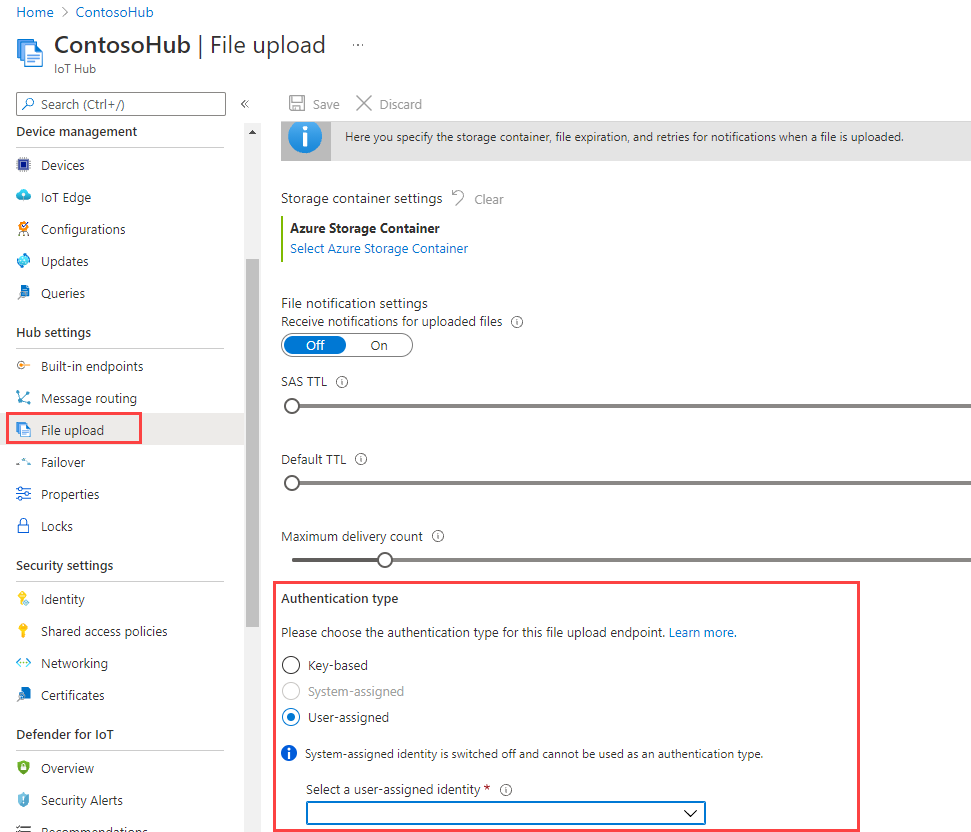 Home > ContosoHub
ContosoHub | File upload ...
IoT Hub
Search (Ctrl+/)
«
Device management
Devices
IoT Edge
Configurations
Updates
Queries
Hub settings
Built-in endpoints
Message routing
File upload
Failover
Properties
Locks
Security settings
Identity
Shared access policies
Networking
Certificates
Defender for IoT
Overview
Security Alerts
Recommendations
Save Discard
Here you specify the storage container, file expiration, and retries for notifications when a file is uploaded.
Storage container settings Clear
Azure Storage Container
Select Azure Storage Container
File notification settings
Receive notifications for uploaded files
Off On
SAS TTL
Default TTL
Maximum delivery count
Authentication type
Please choose the authentication type for this file upload endpoint. Learn more.
Key-based
System-assigned
User-assigned
System-assigned identity is switched off and cannot be used as an authentication type.
Select a user-assigned identity *